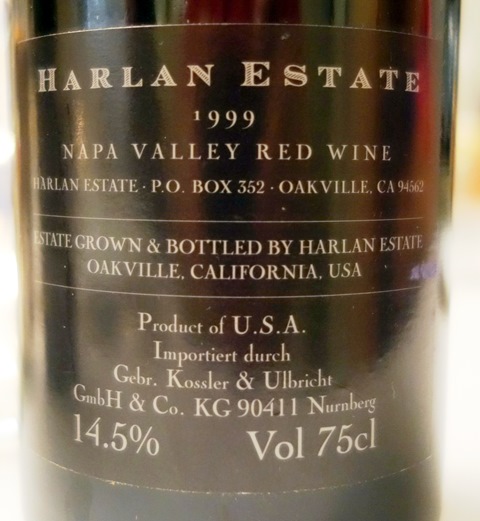 HARLAN ESTATE
1999
NAPA VALLEY RED WINE
HARLAN ESTATE · P.O. BOX 352 · OAKVILLE, CA 94562
ESTATE GROWN & BOTTLED BY HARLAN ESTATE
OAKVILLE, CALIFORNIA, USA
Product of U.S.A.
Importiert durch
Gebr. Kossler & Ulbricht
GmbH & Co. KG 90411 Nurnberg
14.5% Vol 75cl